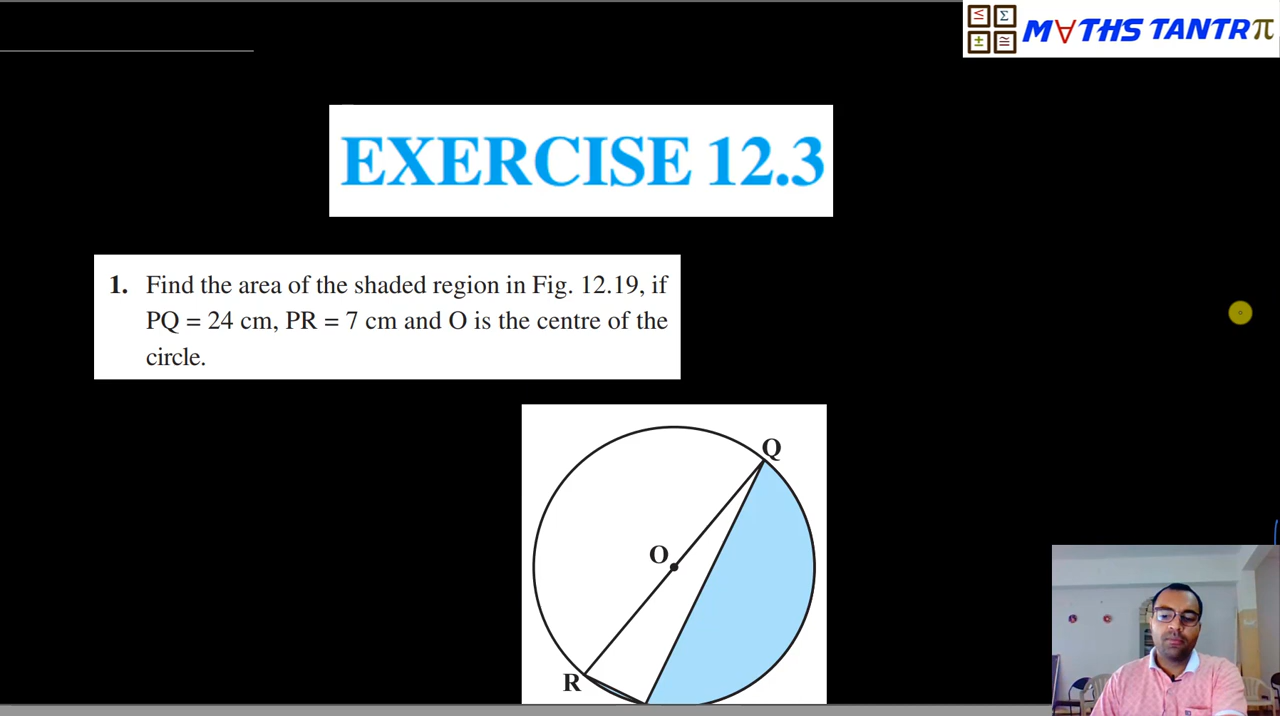 ≤ Σ
± ≅
M∀THS TANTRπ
EXERCISE 12.3
1. Find the area of the shaded region in Fig. 12.19, if
PQ = 24 cm, PR = 7 cm and O is the centre of the
circle.
Q
O
R